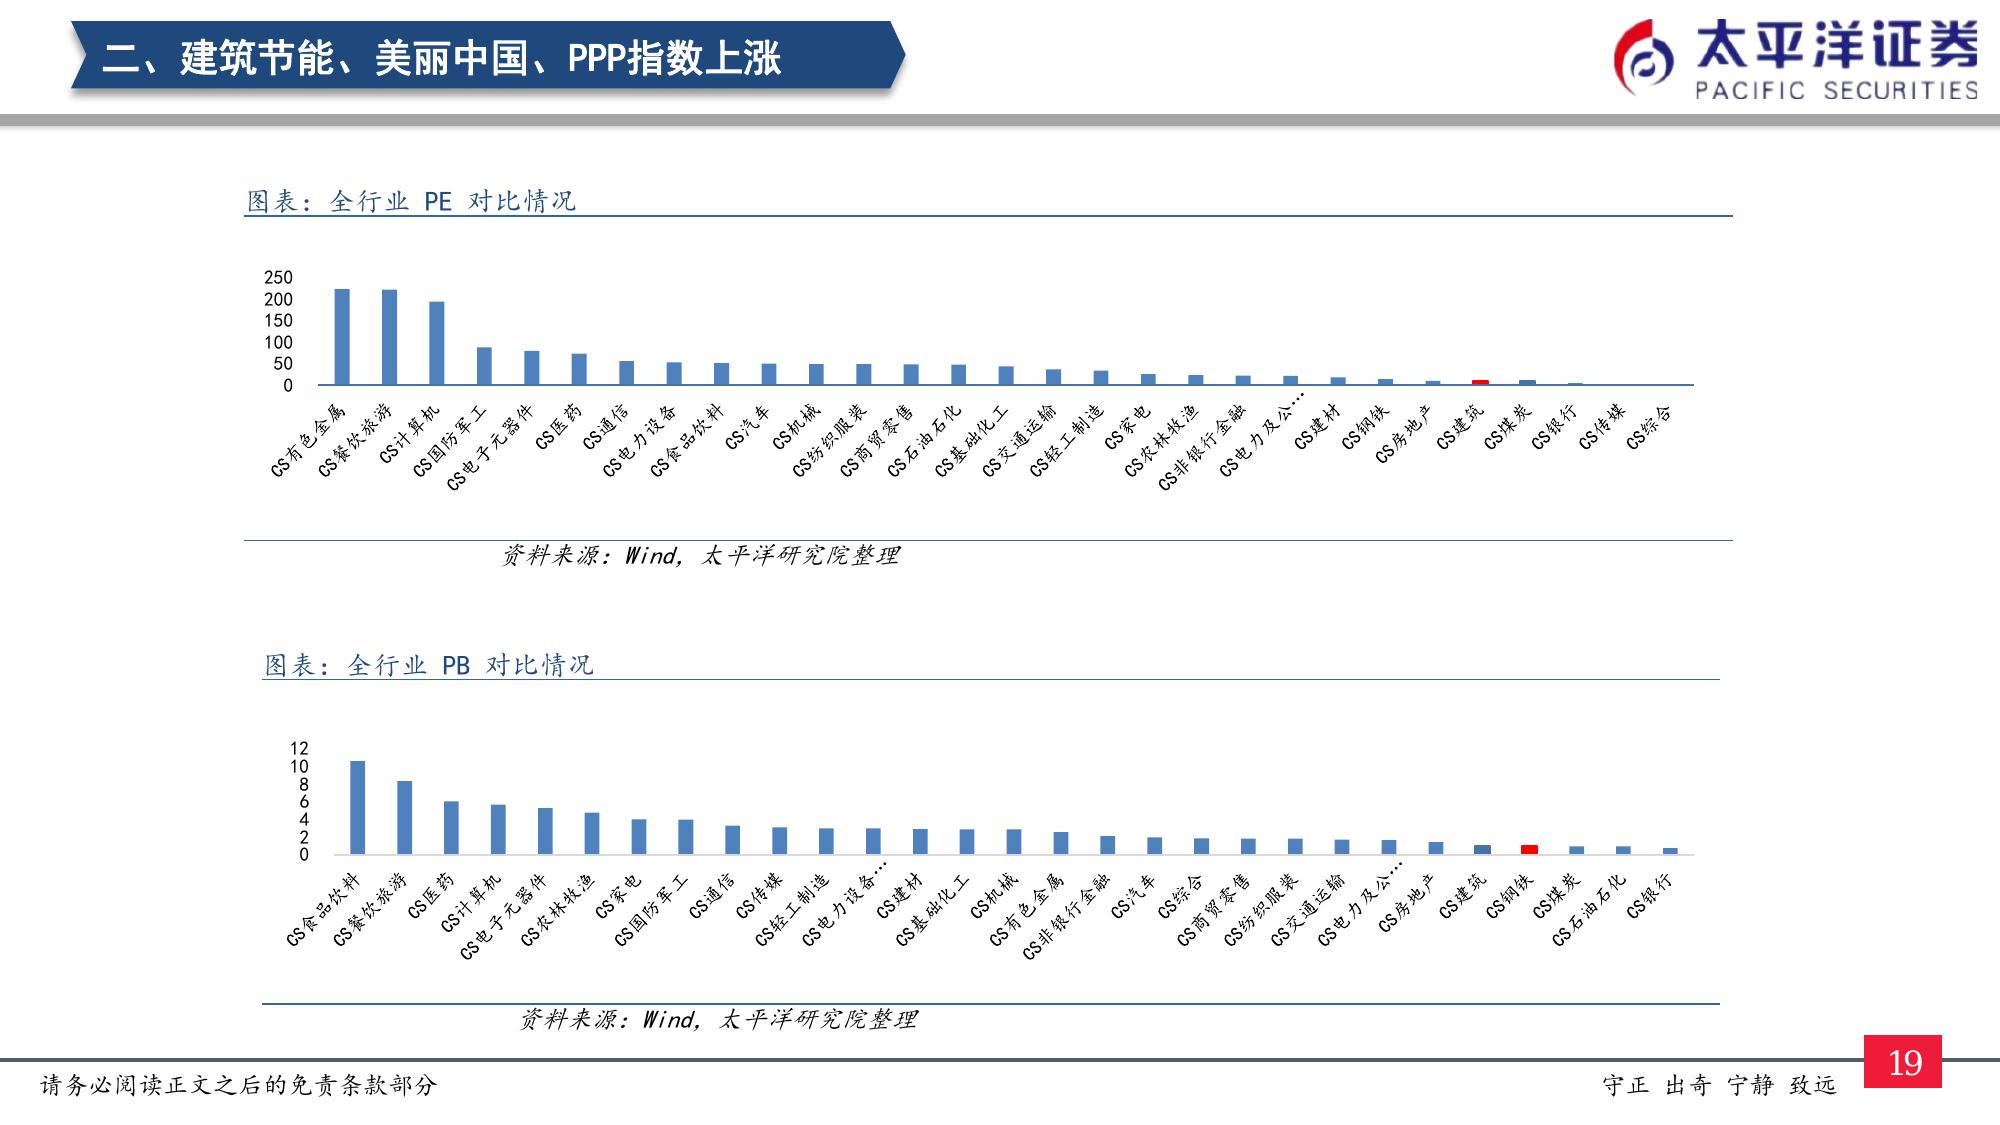 二、建筑节能、美丽中国、PPP指数上涨
太平洋证券
PACIFIC SECURITIES
图表：全行业 PE 对比情况
250
200
150
100
50
0
CS有色金属
CS餐饮旅游
CS计算机
CS国防军工
CS电子元器件
CS医药
CS通信
CS电力设备
CS食品饮料
CS汽车
CS机械
CS纺织服装
CS商贸零售
CS石油石化
CS基础化工
CS交通运输
CS轻工制造
CS家电
CS农林牧渔
CS非银行金融
CS电力及公…
CS建材
CS钢铁
CS房地产
CS建筑
CS煤炭
CS银行
CS传媒
CS综合
资料来源：Wind，太平洋研究院整理
图表：全行业 PB 对比情况
12
10
8
6
4
2
0
CS食品饮料
CS餐饮旅游
CS医药
CS计算机
CS电子元器件
CS农林牧渔
CS家电
CS国防军工
CS通信
CS传媒
CS轻工制造
CS电力设备…
CS建材
CS基础化工
CS机械
CS有色金属
CS非银行金融
CS汽车
CS综合
CS商贸零售
CS纺织服装
CS交通运输
CS电力及公…
CS房地产
CS建筑
CS钢铁
CS煤炭
CS石油石化
CS银行
资料来源：Wind，太平洋研究院整理
请务必阅读正文之后的免责条款部分
守正 出奇 宁静 致远
19